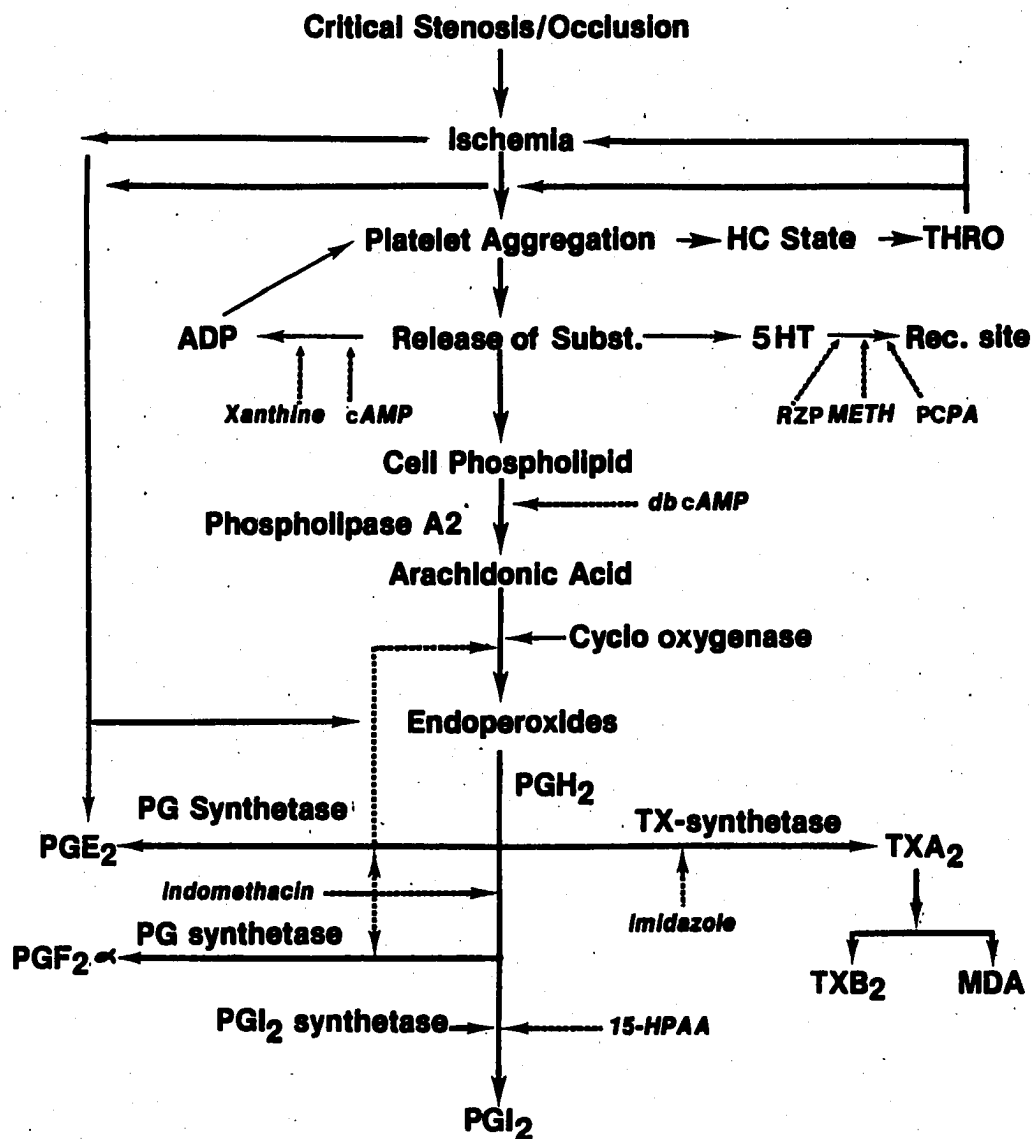 Critical Stenosis/Occlusion
Ischemia
Platelet Aggregation HC State THRO
ADP Release of Subst. 5HT Rec. site
Xanthine cAMP RZP METH PCPA
Cell Phospholipid
db cAMP
Phospholipase A2
Arachidonic Acid
Cyclo oxygenase
Endoperoxides
PGH2
PG Synthetase TX-synthetase
PGE2 TXA2
Indomethacin Imidazole
PG synthetase
PGF2 ∝ TXB2 MDA
PGI2 synthetase 15-HPAA
PGI2